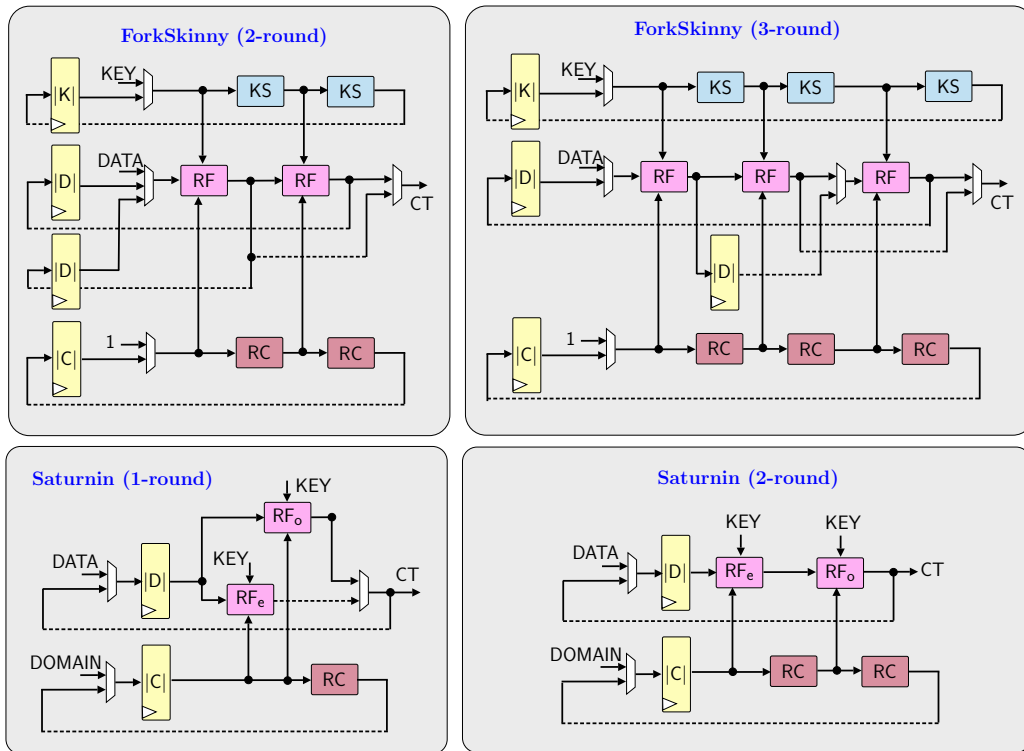 ForkSkinny (2-round)
KEY
|K|
KS
KS
DATA
|D|
RF
RF
CT
|D|
1
|C|
RC
RC
ForkSkinny (3-round)
KEY
|K|
KS
KS
KS
DATA
|D|
RF
RF
RF
CT
|D|
1
|C|
RC
RC
RC
Saturnin (1-round)
KEY
RFo
DATA
KEY
|D|
CT
RFe
DOMAIN
|C|
RC
Saturnin (2-round)
KEY
KEY
DATA
|D|
RFe
RFo
CT
DOMAIN
|C|
RC
RC